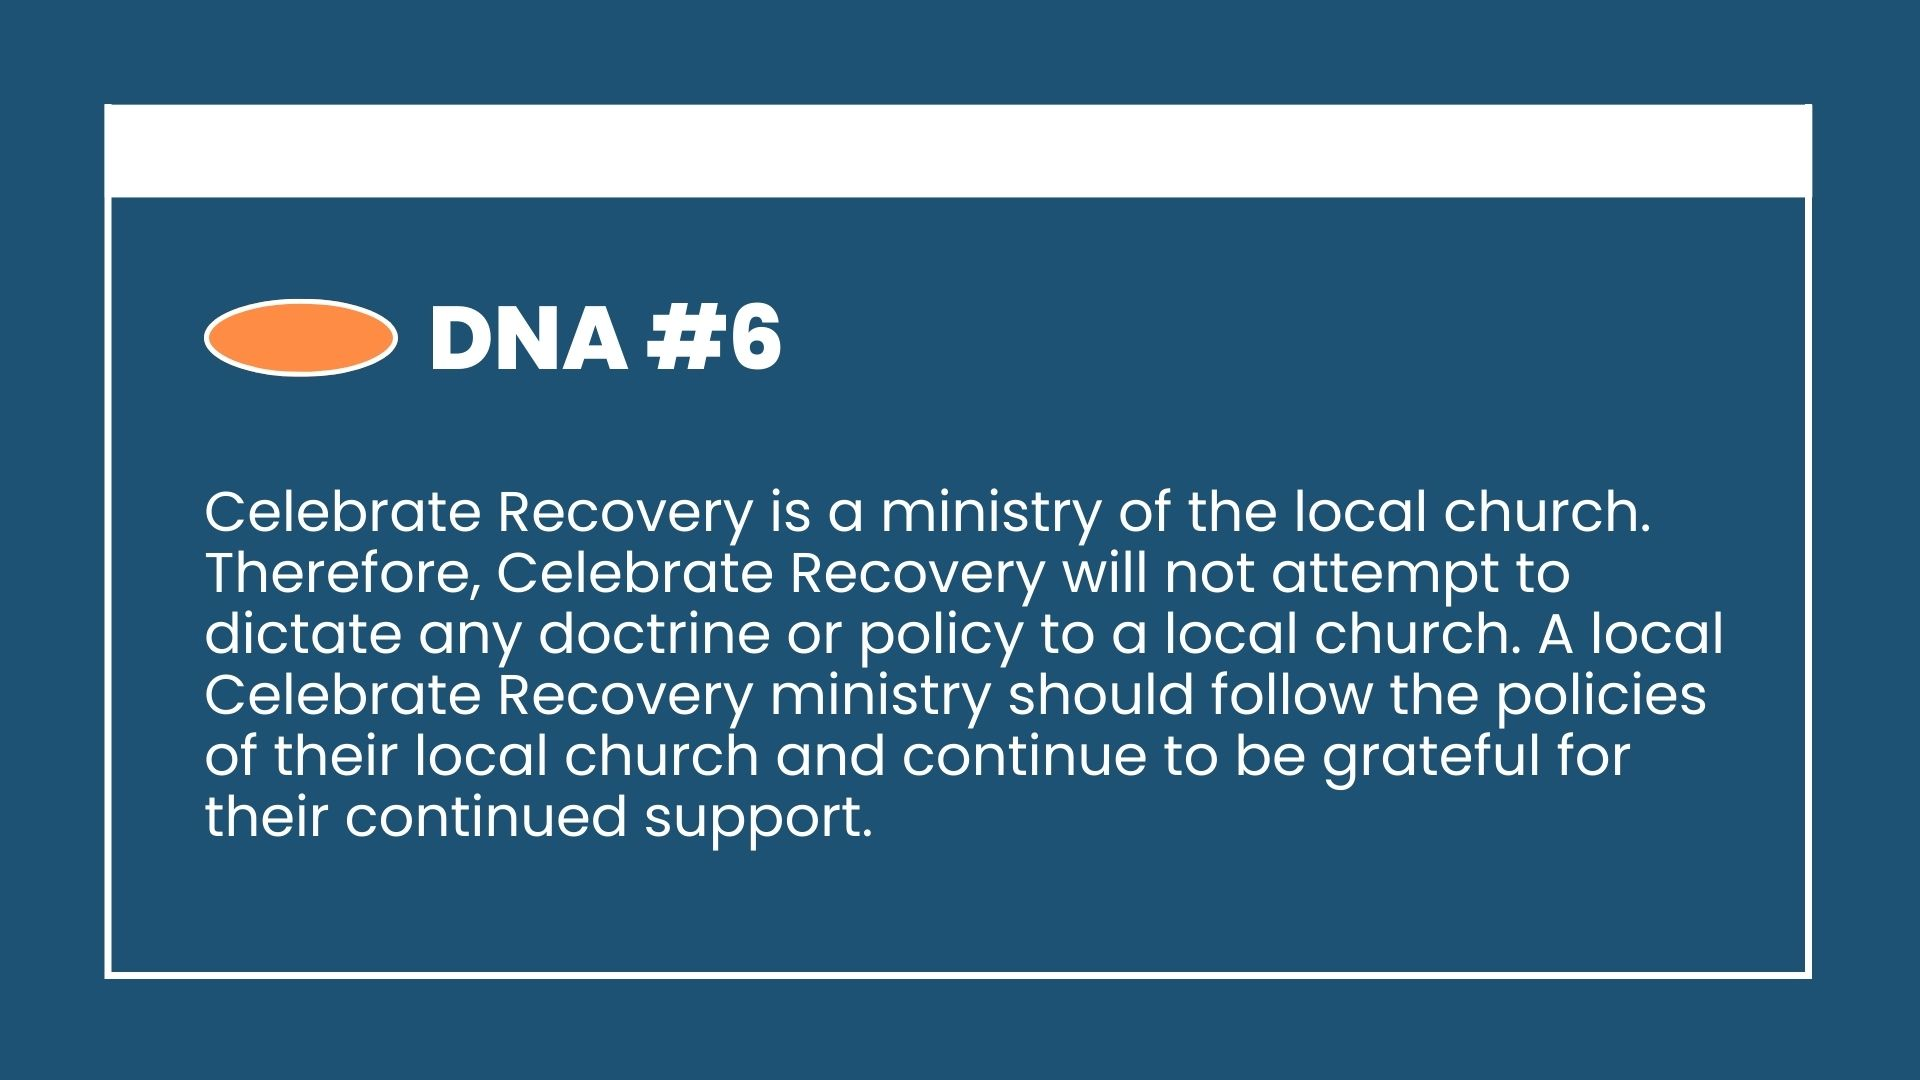 DNA #6
Celebrate Recovery is a ministry of the local church.
Therefore, Celebrate Recovery will not attempt to
dictate any doctrine or policy to a local church. A local
Celebrate Recovery ministry should follow the policies
of their local church and continue to be grateful for
their continued support.